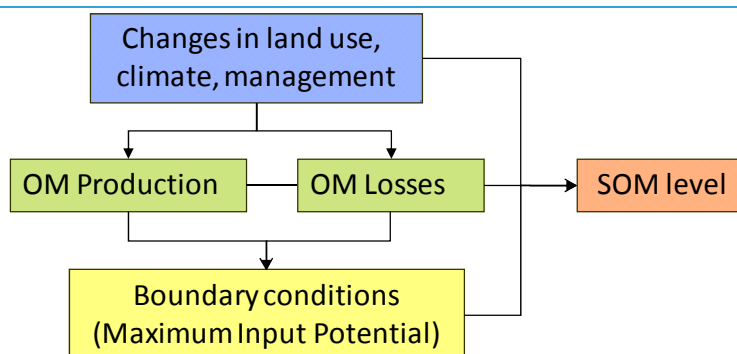 Changes in land use,
climate, management
OM Production
OM Losses
SOM level
Boundary conditions
(Maximum Input Potential)